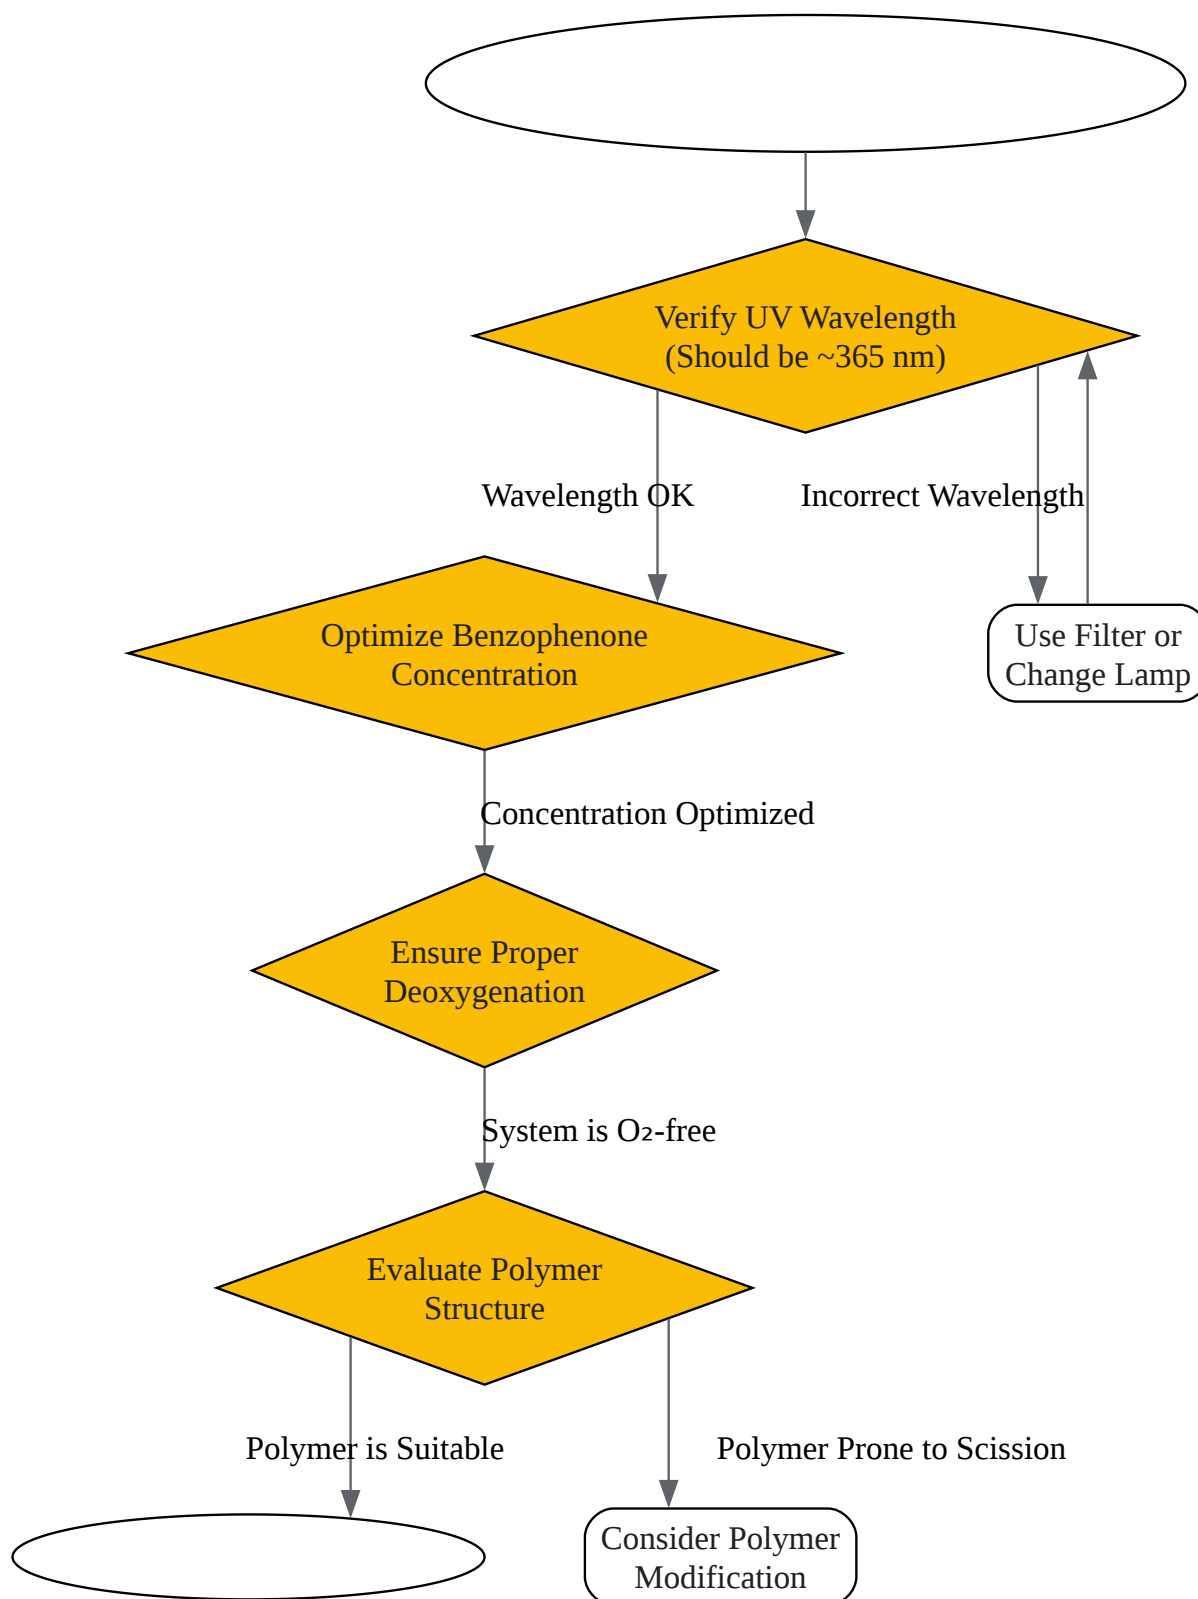 Verify UV Wavelength
(Should be ~365 nm)
Wavelength OK
Incorrect Wavelength
Optimize Benzophenone
Concentration
Use Filter or
Change Lamp
Concentration Optimized
Ensure Proper
Deoxygenation
System is O₂-free
Evaluate Polymer
Structure
Polymer is Suitable
Polymer Prone to Scission
Consider Polymer
Modification